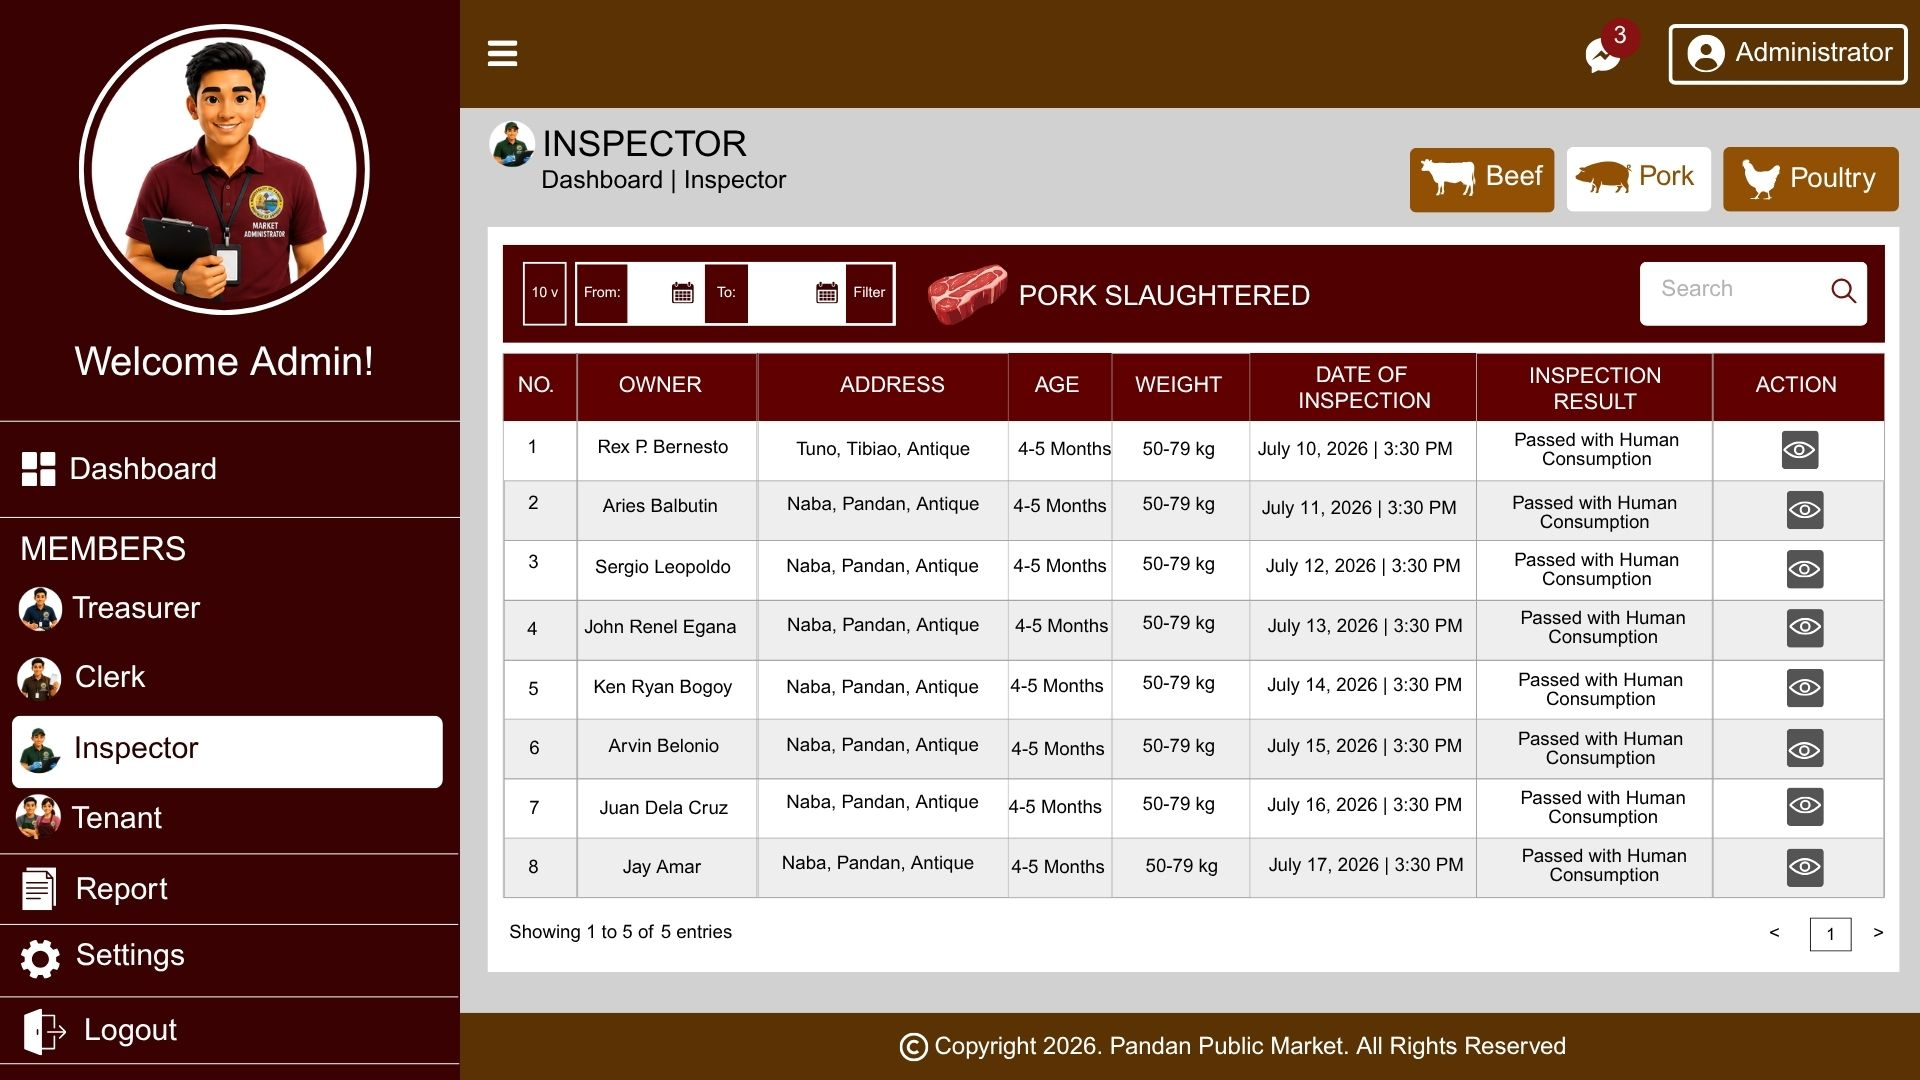 MARKET
ADMINISTRATOR
Welcome Admin!
Dashboard
MEMBERS
Treasurer
Clerk
Inspector
Tenant
Report
Settings
Logout
3
Administrator
INSPECTOR
Dashboard | Inspector
Beef
Pork
Poultry
10 v
From:
To:
Filter
PORK SLAUGHTERED
Search
NO. OWNER ADDRESS AGE WEIGHT DATE OF INSPECTION INSPECTION RESULT ACTION
1 Rex P. Bernesto Tuno, Tibiao, Antique 4-5 Months 50-79 kg July 10, 2026 | 3:30 PM Passed with Human Consumption
2 Aries Balbutin Naba, Pandan, Antique 4-5 Months 50-79 kg July 11, 2026 | 3:30 PM Passed with Human Consumption
3 Sergio Leopoldo Naba, Pandan, Antique 4-5 Months 50-79 kg July 12, 2026 | 3:30 PM Passed with Human Consumption
4 John Renel Egana Naba, Pandan, Antique 4-5 Months 50-79 kg July 13, 2026 | 3:30 PM Passed with Human Consumption
5 Ken Ryan Bogoy Naba, Pandan, Antique 4-5 Months 50-79 kg July 14, 2026 | 3:30 PM Passed with Human Consumption
6 Arvin Belonio Naba, Pandan, Antique 4-5 Months 50-79 kg July 15, 2026 | 3:30 PM Passed with Human Consumption
7 Juan Dela Cruz Naba, Pandan, Antique 4-5 Months 50-79 kg July 16, 2026 | 3:30 PM Passed with Human Consumption
8 Jay Amar Naba, Pandan, Antique 4-5 Months 50-79 kg July 17, 2026 | 3:30 PM Passed with Human Consumption
Showing 1 to 5 of 5 entries
< 1 >
© Copyright 2026. Pandan Public Market. All Rights Reserved